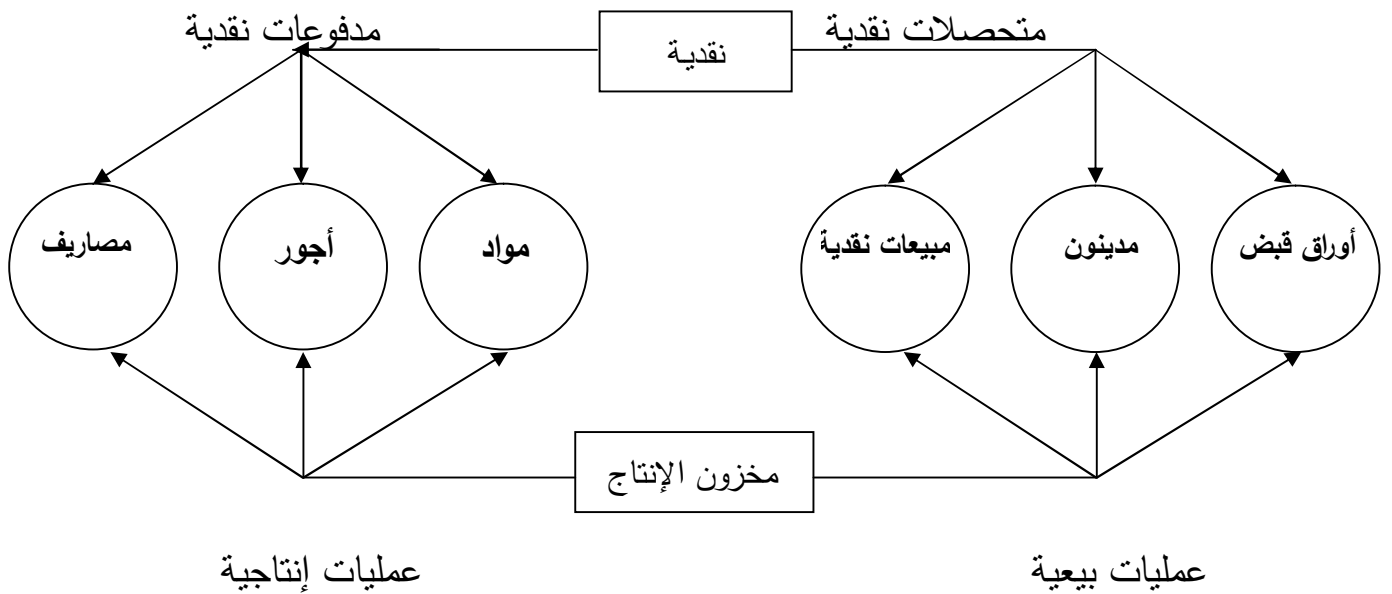 متحصلات نقدية
نقدية
مدفوعات نقدية
أوراق قبض
مدينون
مبيعات نقدية
مواد
أجور
مصاريف
مخزون الإنتاج
عمليات بيعية
عمليات إنتاجية